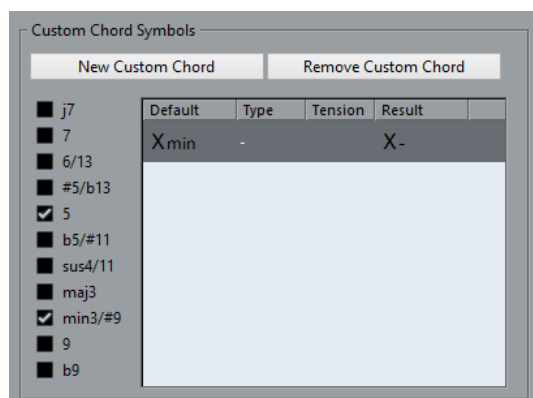 Custom Chord Symbols
New Custom Chord Remove Custom Chord
j7
7
6/13
#5/b13
5
b5/#11
sus4/11
maj3
min3/#9
9
b9
Default Type Tension Result
Xmin - X-